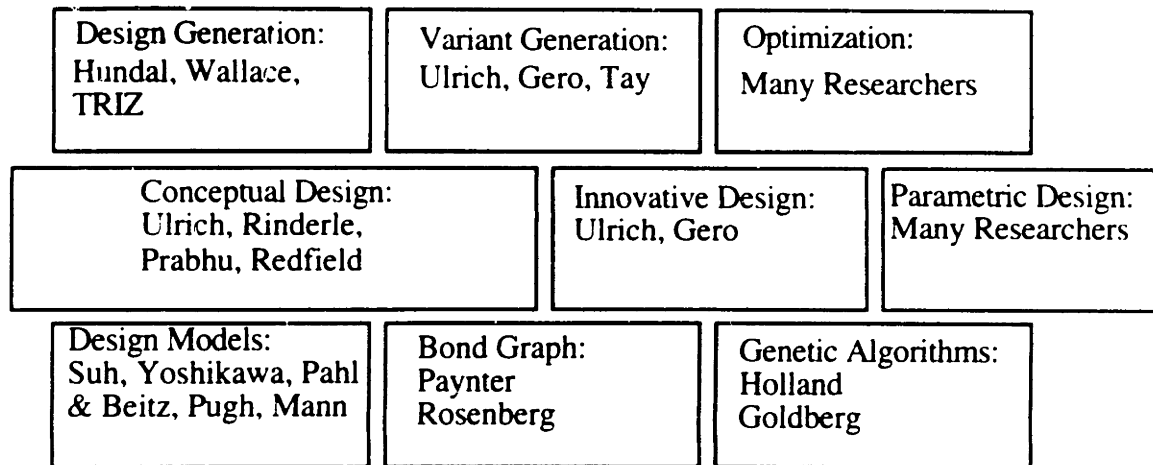 Design Generation:
Hundal, Wallace,
TRIZ
Variant Generation:
Ulrich, Gero, Tay
Optimization:
Many Researchers
Conceptual Design:
Ulrich, Rinderle,
Prabhu, Redfield
Innovative Design:
Ulrich, Gero
Parametric Design:
Many Researchers
Design Models:
Suh, Yoshikawa, Pahl
& Beitz, Pugh, Mann
Bond Graph:
Paynter
Rosenberg
Genetic Algorithms:
Holland
Goldberg